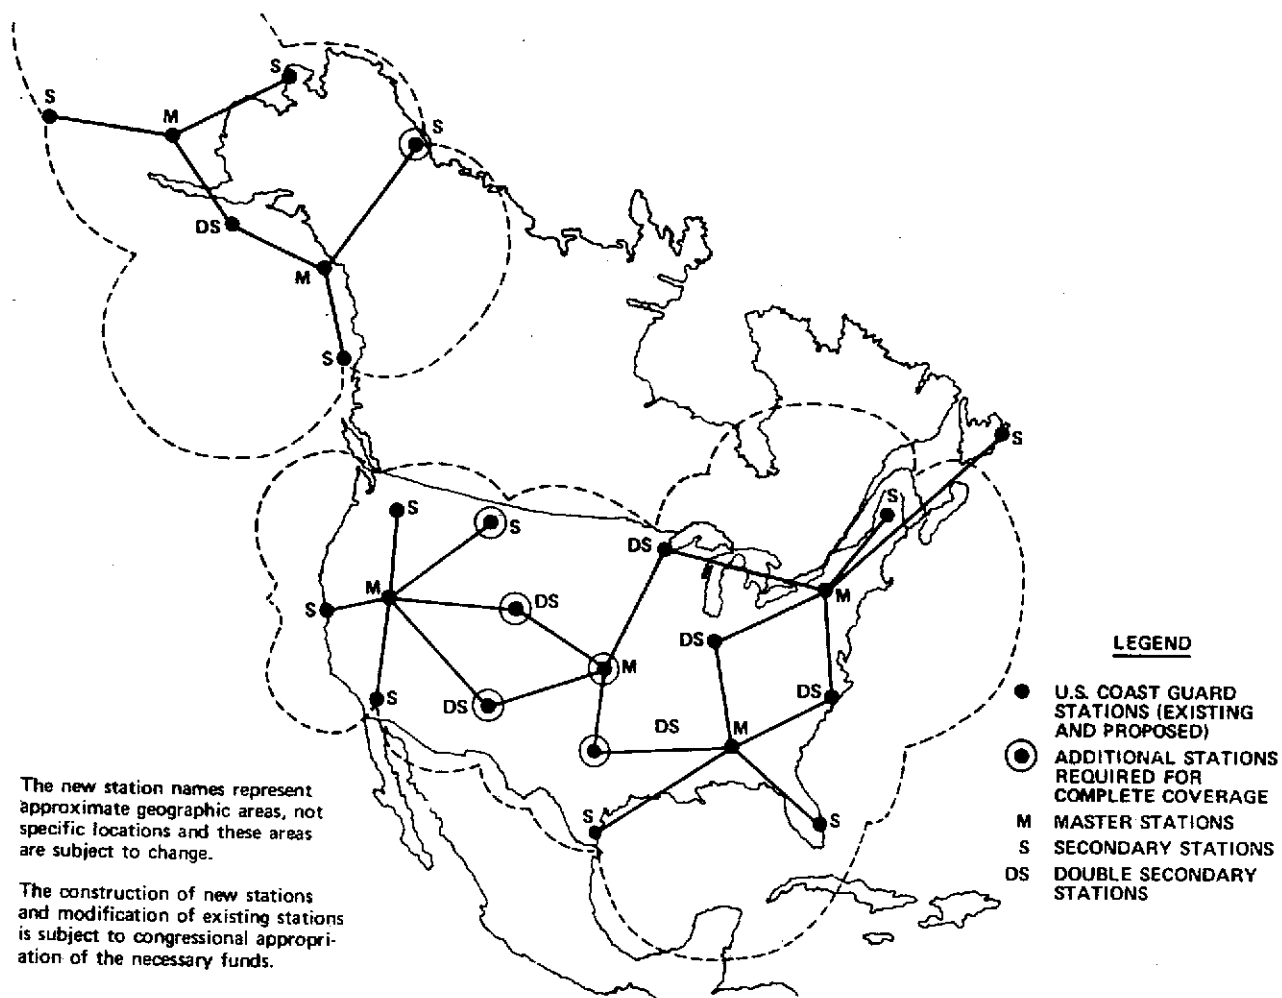 S
S
M
S
DS
M
S
S
S
S
S
DS
M
DS
S
M
DS
M
DS
S
DS
DS
M
S
S
S
LEGEND
U.S. COAST GUARD
STATIONS (EXISTING
AND PROPOSED)
ADDITIONAL STATIONS
REQUIRED FOR
COMPLETE COVERAGE
M MASTER STATIONS
S SECONDARY STATIONS
DS DOUBLE SECONDARY
STATIONS
The new station names represent
approximate geographic areas, not
specific locations and these areas
are subject to change.
The construction of new stations
and modification of existing stations
is subject to congressional appropri-
ation of the necessary funds.